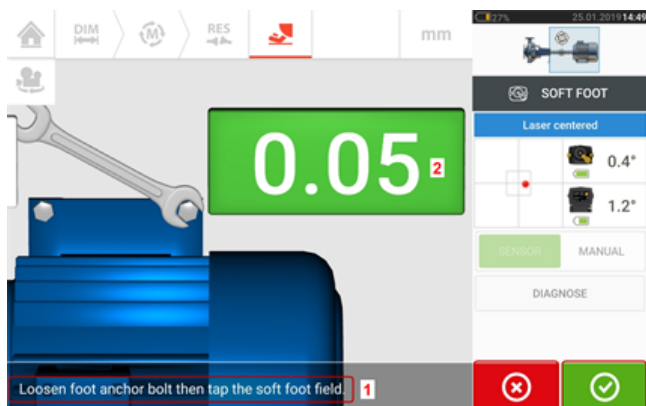 DIM
M
RES
mm
27%
25.01.2019 14:49
SOFT FOOT
Laser centered
0.05
2
0.4°
1.2°
SENSOR
MANUAL
DIAGNOSE
Loosen foot anchor bolt then tap the soft foot field.
1